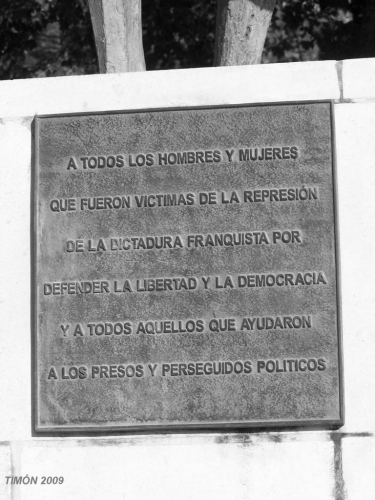 A TODOS LOS HOMBRES Y MUJERES
QUE FUERON VICTIMAS DE LA REPRESIÓN
DE LA DICTADURA FRANQUISTA POR
DEFENDER LA LIBERTAD Y LA DEMOCRACIA
Y A TODOS AQUELLOS QUE AYUDARON
A LOS PRESOS Y PERSEGUIDOS POLITICOS
TIMÓN 2009